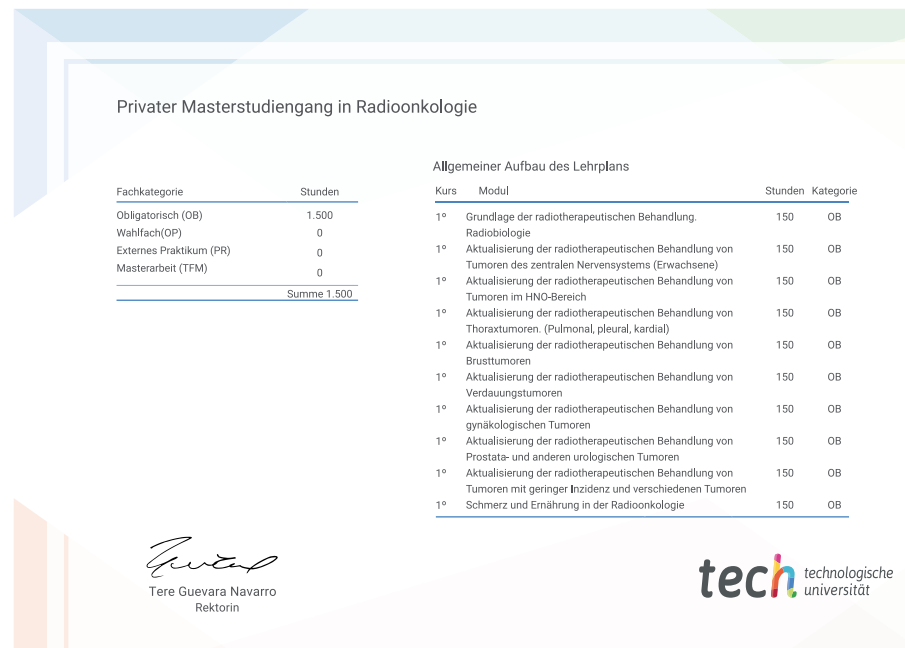 Privater Masterstudiengang in Radioonkologie
Fachkategorie Stunden
Obligatorisch (OB) 1.500
Wahlfach(OP) 0
Externes Praktikum (PR) 0
Masterarbeit (TFM) 0
Summe 1.500
Allgemeiner Aufbau des Lehrplans
Kurs Modul Stunden Kategorie
1º Grundlage der radiotherapeutischen Behandlung. 150 OB
Radiobiologie
1º Aktualisierung der radiotherapeutischen Behandlung von 150 OB
Tumoren des zentralen Nervensystems (Erwachsene)
1º Aktualisierung der radiotherapeutischen Behandlung von 150 OB
Tumoren im HNO-Bereich
1º Aktualisierung der radiotherapeutischen Behandlung von 150 OB
Thoraxtumoren. (Pulmonal, pleural, kardial)
1º Aktualisierung der radiotherapeutischen Behandlung von 150 OB
Brusttumoren
1º Aktualisierung der radiotherapeutischen Behandlung von 150 OB
Verdauungstumoren
1º Aktualisierung der radiotherapeutischen Behandlung von 150 OB
gynäkologischen Tumoren
1º Aktualisierung der radiotherapeutischen Behandlung von 150 OB
Prostata- und anderen urologischen Tumoren
1º Aktualisierung der radiotherapeutischen Behandlung von 150 OB
Tumoren mit geringer Inzidenz und verschiedenen Tumoren
1º Schmerz und Ernährung in der Radioonkologie 150 OB
Tere Guevara Navarro
Rektorin
tech technologische
universität